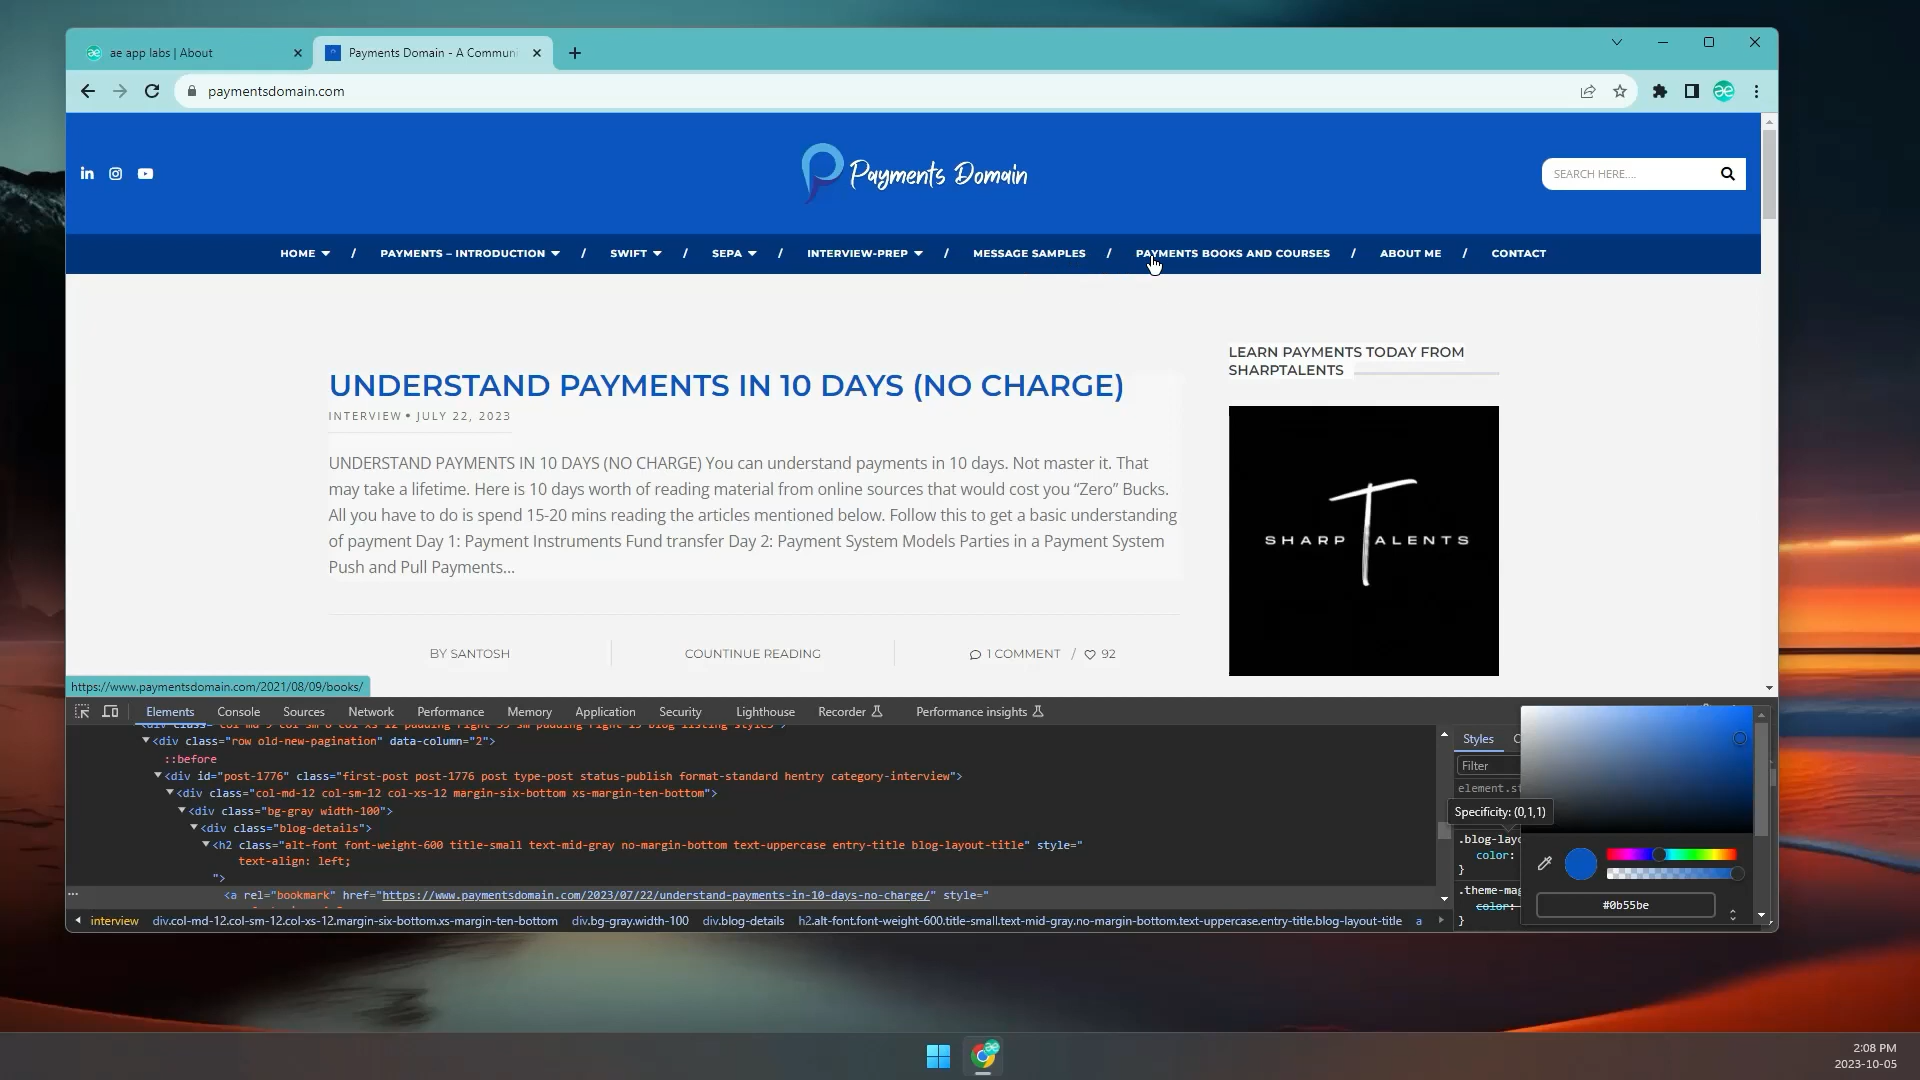 ae app labs | About
Payments Domain - A Commun
paymentsdomain.com
Payments Domain
SEARCH HERE....
HOME / PAYMENTS – INTRODUCTION / SWIFT / SEPA / INTERVIEW-PREP / MESSAGE SAMPLES / PAYMENTS BOOKS AND COURSES / ABOUT ME / CONTACT
UNDERSTAND PAYMENTS IN 10 DAYS (NO CHARGE)
INTERVIEW • JULY 22, 2023
UNDERSTAND PAYMENTS IN 10 DAYS (NO CHARGE) You can understand payments in 10 days. Not master it. That
may take a lifetime. Here is 10 days worth of reading material from online sources that would cost you “Zero” Bucks.
All you have to do is spend 15-20 mins reading the articles mentioned below. Follow this to get a basic understanding
of payment Day 1: Payment Instruments Fund transfer Day 2: Payment System Models Parties in a Payment System
Push and Pull Payments...
BY SANTOSH
COUNTINUE READING
1 COMMENT / 92
LEARN PAYMENTS TODAY FROM
SHARPTALENTS
SHARP T ALENTS
https://www.paymentsdomain.com/2021/08/09/books/
Elements Console Sources Network Performance Memory Application Security Lighthouse Recorder Performance insights
<div class="row old-new-pagination" data-column="2">
::before
<div id="post-1776" class="first-post post-1776 post type-post status-publish format-standard hentry category-interview">
<div class="col-md-12 col-sm-12 col-xs-12 margin-six-bottom xs-margin-ten-bottom">
<div class="bg-gray width-100">
<div class="blog-details">
<h2 class="alt-font font-weight-600 title-small text-mid-gray no-margin-bottom text-uppercase entry-title blog-layout-title" style="
text-align: left;
">
<a rel="bookmark" href="https://www.paymentsdomain.com/2023/07/22/understand-payments-in-10-days-no-charge/" style="
interview div.col-md-12.col-sm-12.col-xs-12.margin-six-bottom.xs-margin-ten-bottom div.bg-gray.width-100 div.blog-details h2.alt-font.font-weight-600.title-small.text-mid-gray.no-margin-bottom.text-uppercase.entry-title.blog-layout-title a
Styles C
Filter
element.st
Specificity: (0,1,1)
.blog-layo
color:
}
.theme-mag
color:
}
#0b55be
2:08 PM
2023-10-05